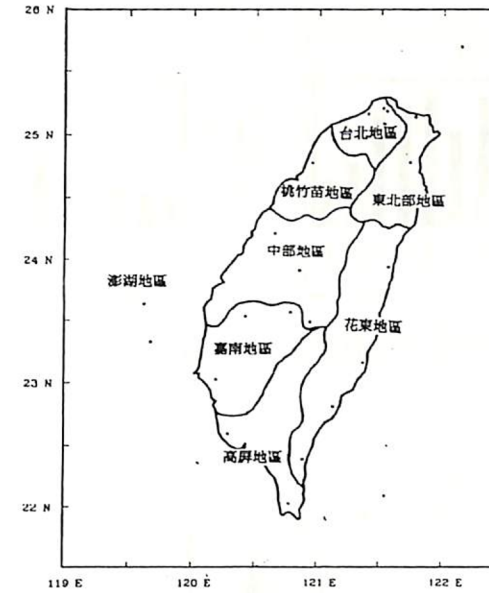 26 N
25 N
台北地區
桃竹苗地區
東北部地區
中部地區
24 N
澎湖地區
花東地區
嘉南地區
23 N
高屏地區
22 N
119 E
120 E
121 E
122 E